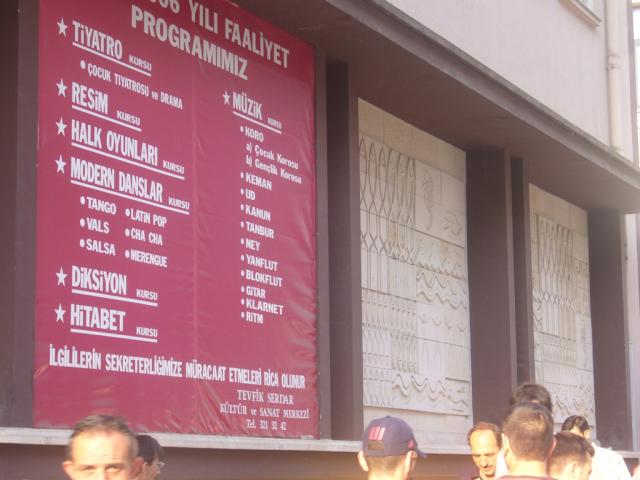 YILI FAALİYET
PROGRAMIMIZ
TİYATRO KURSU
ÇOCUK TİYATROSU ve DRAMA
RESİM KURSU
HALK OYUNLARI KURSU
MODERN DANSLAR KURSU
TANGO
VALS
SALSA
LATİN POP
CHA CHA
MERENGUE
DİKSİYON KURSU
HİTABET KURSU
MÜZİK KURSU
KORO
a) Çocuk Korosu
b) Gençlik Korosu
KEMAN
UD
KANUN
TANBUR
NEY
YANFLUT
BLOKFLUT
GİTAR
KLARNET
RİTM
İLGİLİLERİN SEKRETERLİĞİMİZE MÜRACAAT ETMELERİ RİCA OLUNUR
TEVFİK SERDAR
KÜLTÜR ve SANAT MERKEZİ
Tel. 321 32 42